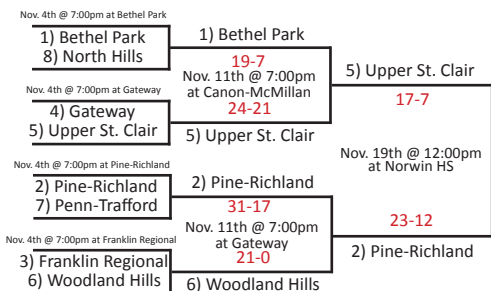 Nov. 4th @ 7:00pm at Bethel Park
1) Bethel Park
8) North Hills
Nov. 4th @ 7:00pm at Gateway
4) Gateway
5) Upper St. Clair
Nov. 4th @ 7:00pm at Pine-Richland
2) Pine-Richland
7) Penn-Trafford
Nov. 4th @ 7:00pm at Franklin Regional
3) Franklin Regional
6) Woodland Hills
1) Bethel Park
19-7
Nov. 11th @ 7:00pm
at Canon-McMillan
24-21
5) Upper St. Clair
2) Pine-Richland
31-17
Nov. 11th @ 7:00pm
at Gateway
21-0
6) Woodland Hills
5) Upper St. Clair
17-7
Nov. 19th @ 12:00pm
at Norwin HS
23-12
2) Pine-Richland